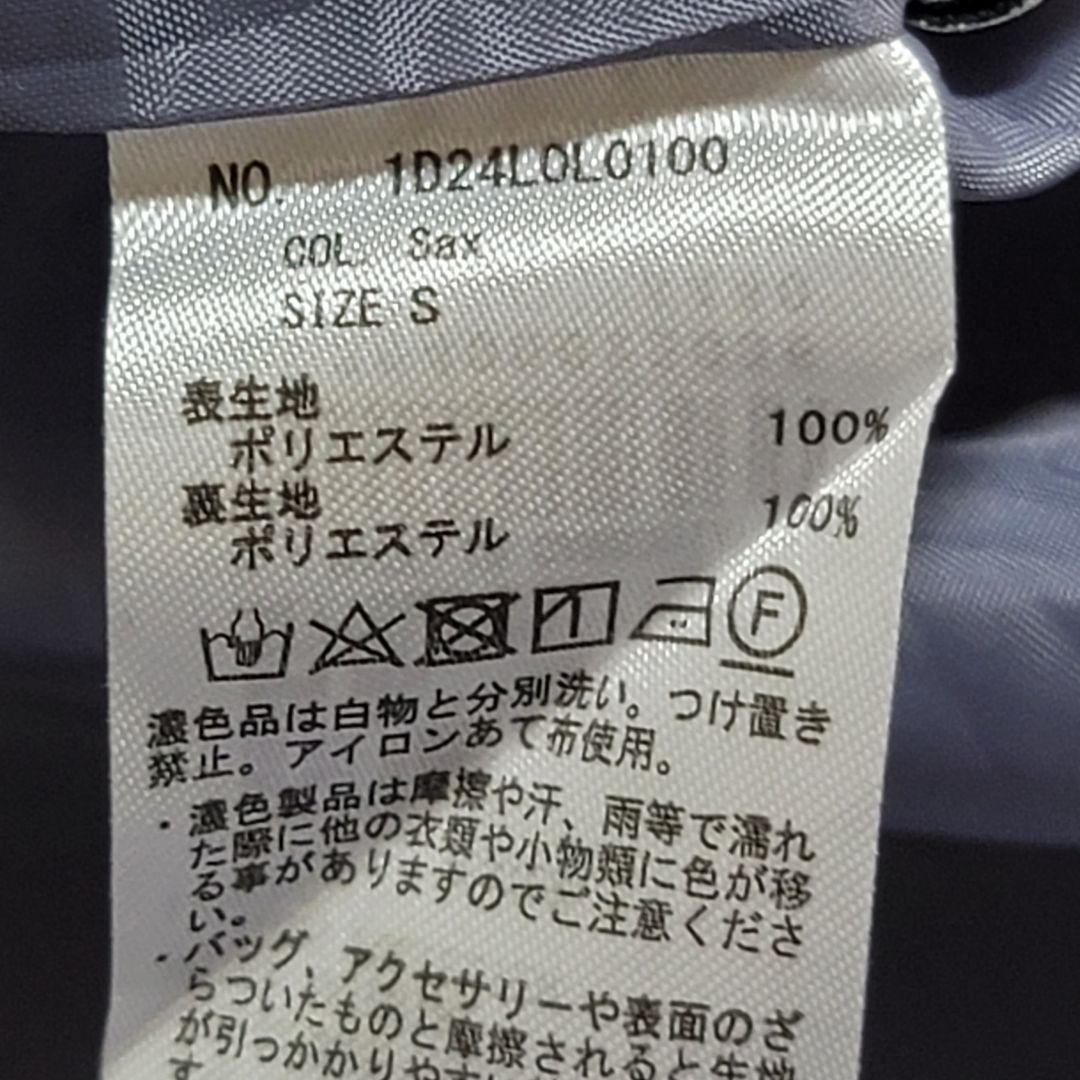 NO. 1D24L0L0100
COL. Sax
SIZE S
表生地
ポリエステル 100%
裏生地
ポリエステル 100%
F
濃色品は白物と分別洗い。つけ置き
禁止。アイロンあて布使用。
・濃色製品は摩擦や汗、雨等で濡れ
た際に他の衣類や小物類に色が移
る事がありますのでご注意くださ
い。
・バッグ、アクセサリーや表面のざ
らついたものと摩擦されると生地
が引っかかりやす
す